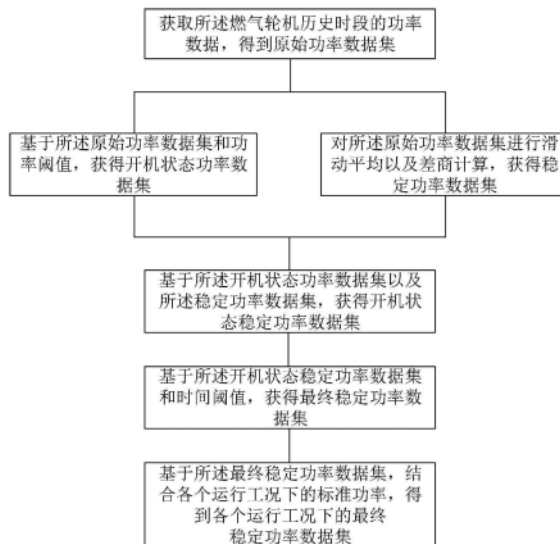 获取所述燃气轮机历史时段的功率
数据，得到原始功率数据集
基于所述原始功率数据集和功
率阈值，获得开机状态功率数
据集
对所述原始功率数据集进行滑
动平均以及差商计算，获得稳
定功率数据集
基于所述开机状态功率数据集以及
所述稳定功率数据集，获得开机状
态稳定功率数据集
基于所述开机状态稳定功率数据集
和时间阈值，获得最终稳定功率数
据集
基于所述最终稳定功率数据集，结
合各个运行工况下的标准功率，得
到各个运行工况下的最终
稳定功率数据集